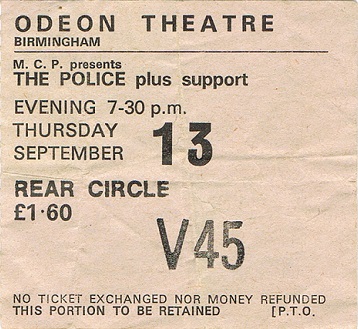 ODEON THEATRE
BIRMINGHAM
M. C. P. presents
THE POLICE plus support
EVENING 7-30 p.m.
THURSDAY 13
SEPTEMBER
REAR CIRCLE
£1·60
V45
NO TICKET EXCHANGED NOR MONEY REFUNDED
THIS PORTION TO BE RETAINED [P.T.O.